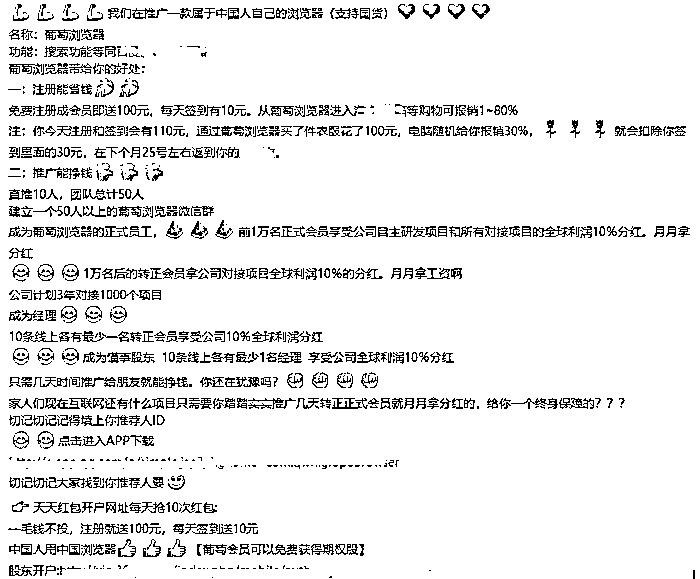 我们在推广一款属于中国人自己的浏览器（支持国货）
名称：葡萄浏览器
功能：搜索功能等同
葡萄浏览器带给你的好处：
一：注册能省钱
免费注册成会员即送100元，每天签到有10元。从葡萄浏览器进入 等购物可报销1~80%
注：你今天注册和签到会有110元，通过葡萄浏览器买了件衣服花了100元，电脑随机给你报销30%， 就会扣除你签
到里面的30元，在下个月25号左右返到你的 。
二：推广能挣钱
直推10人，团队总计50人
建立一个50人以上的葡萄浏览器微信群
成为葡萄浏览器的正式员工， 前1万名正式会员享受公司自主研发项目和所有对接项目的全球利润10%分红。月月拿
分红
1万名后的转正会员拿公司对接项目全球利润10%的分红。月月拿工资啊
公司计划3年对接1000个项目
成为经理
10条线上各有最少一名转正会员享受公司10%全球利润分红
成为董事股东 10条线上各有最少1名经理 享受公司全球利润10%分红
只需几天时间推广给朋友就能挣钱。你还在犹豫吗？
家人们现在互联网还有什么项目只需要你踏踏实实推广几天转正正式会员就月月拿分红的，给你一个终身保障的？？？
切记切记记得填上你推荐人ID
点击进入APP下载
切记切记大家找到你推荐人要
天天红包开户网址每天抢10次红包：
一毛钱不投，注册就送100元，每天签到送10元
中国人用中国浏览器 【葡萄会员可以免费获得期权股】
股东开户: